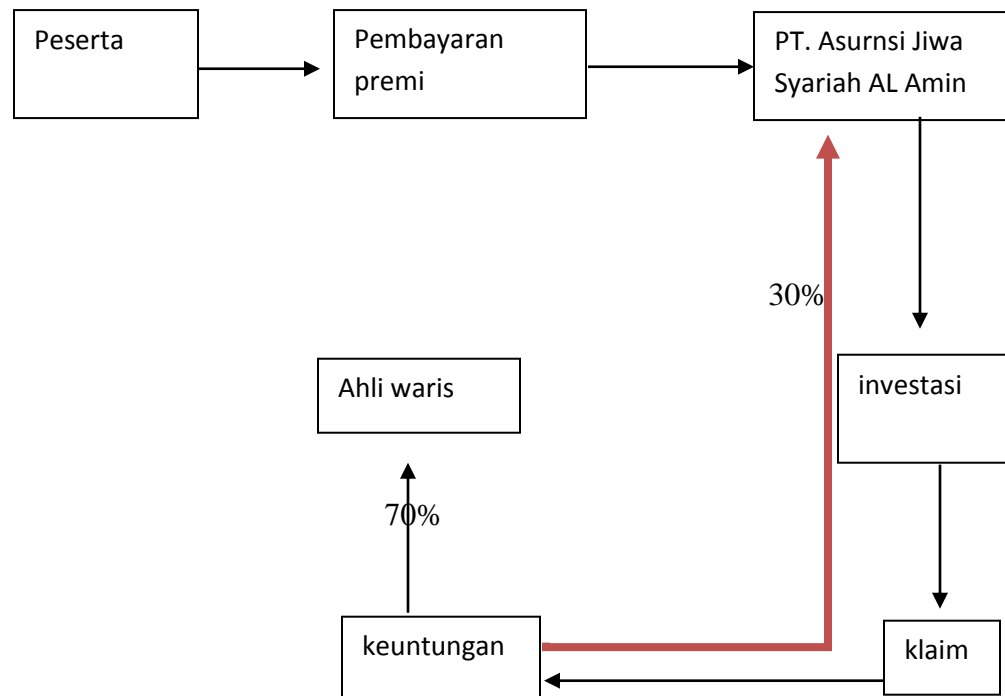 Peserta
Pembayaran
premi
PT. Asurnsi Jiwa
Syariah AL Amin
30%
Ahli waris
investasi
70%
keuntungan
klaim